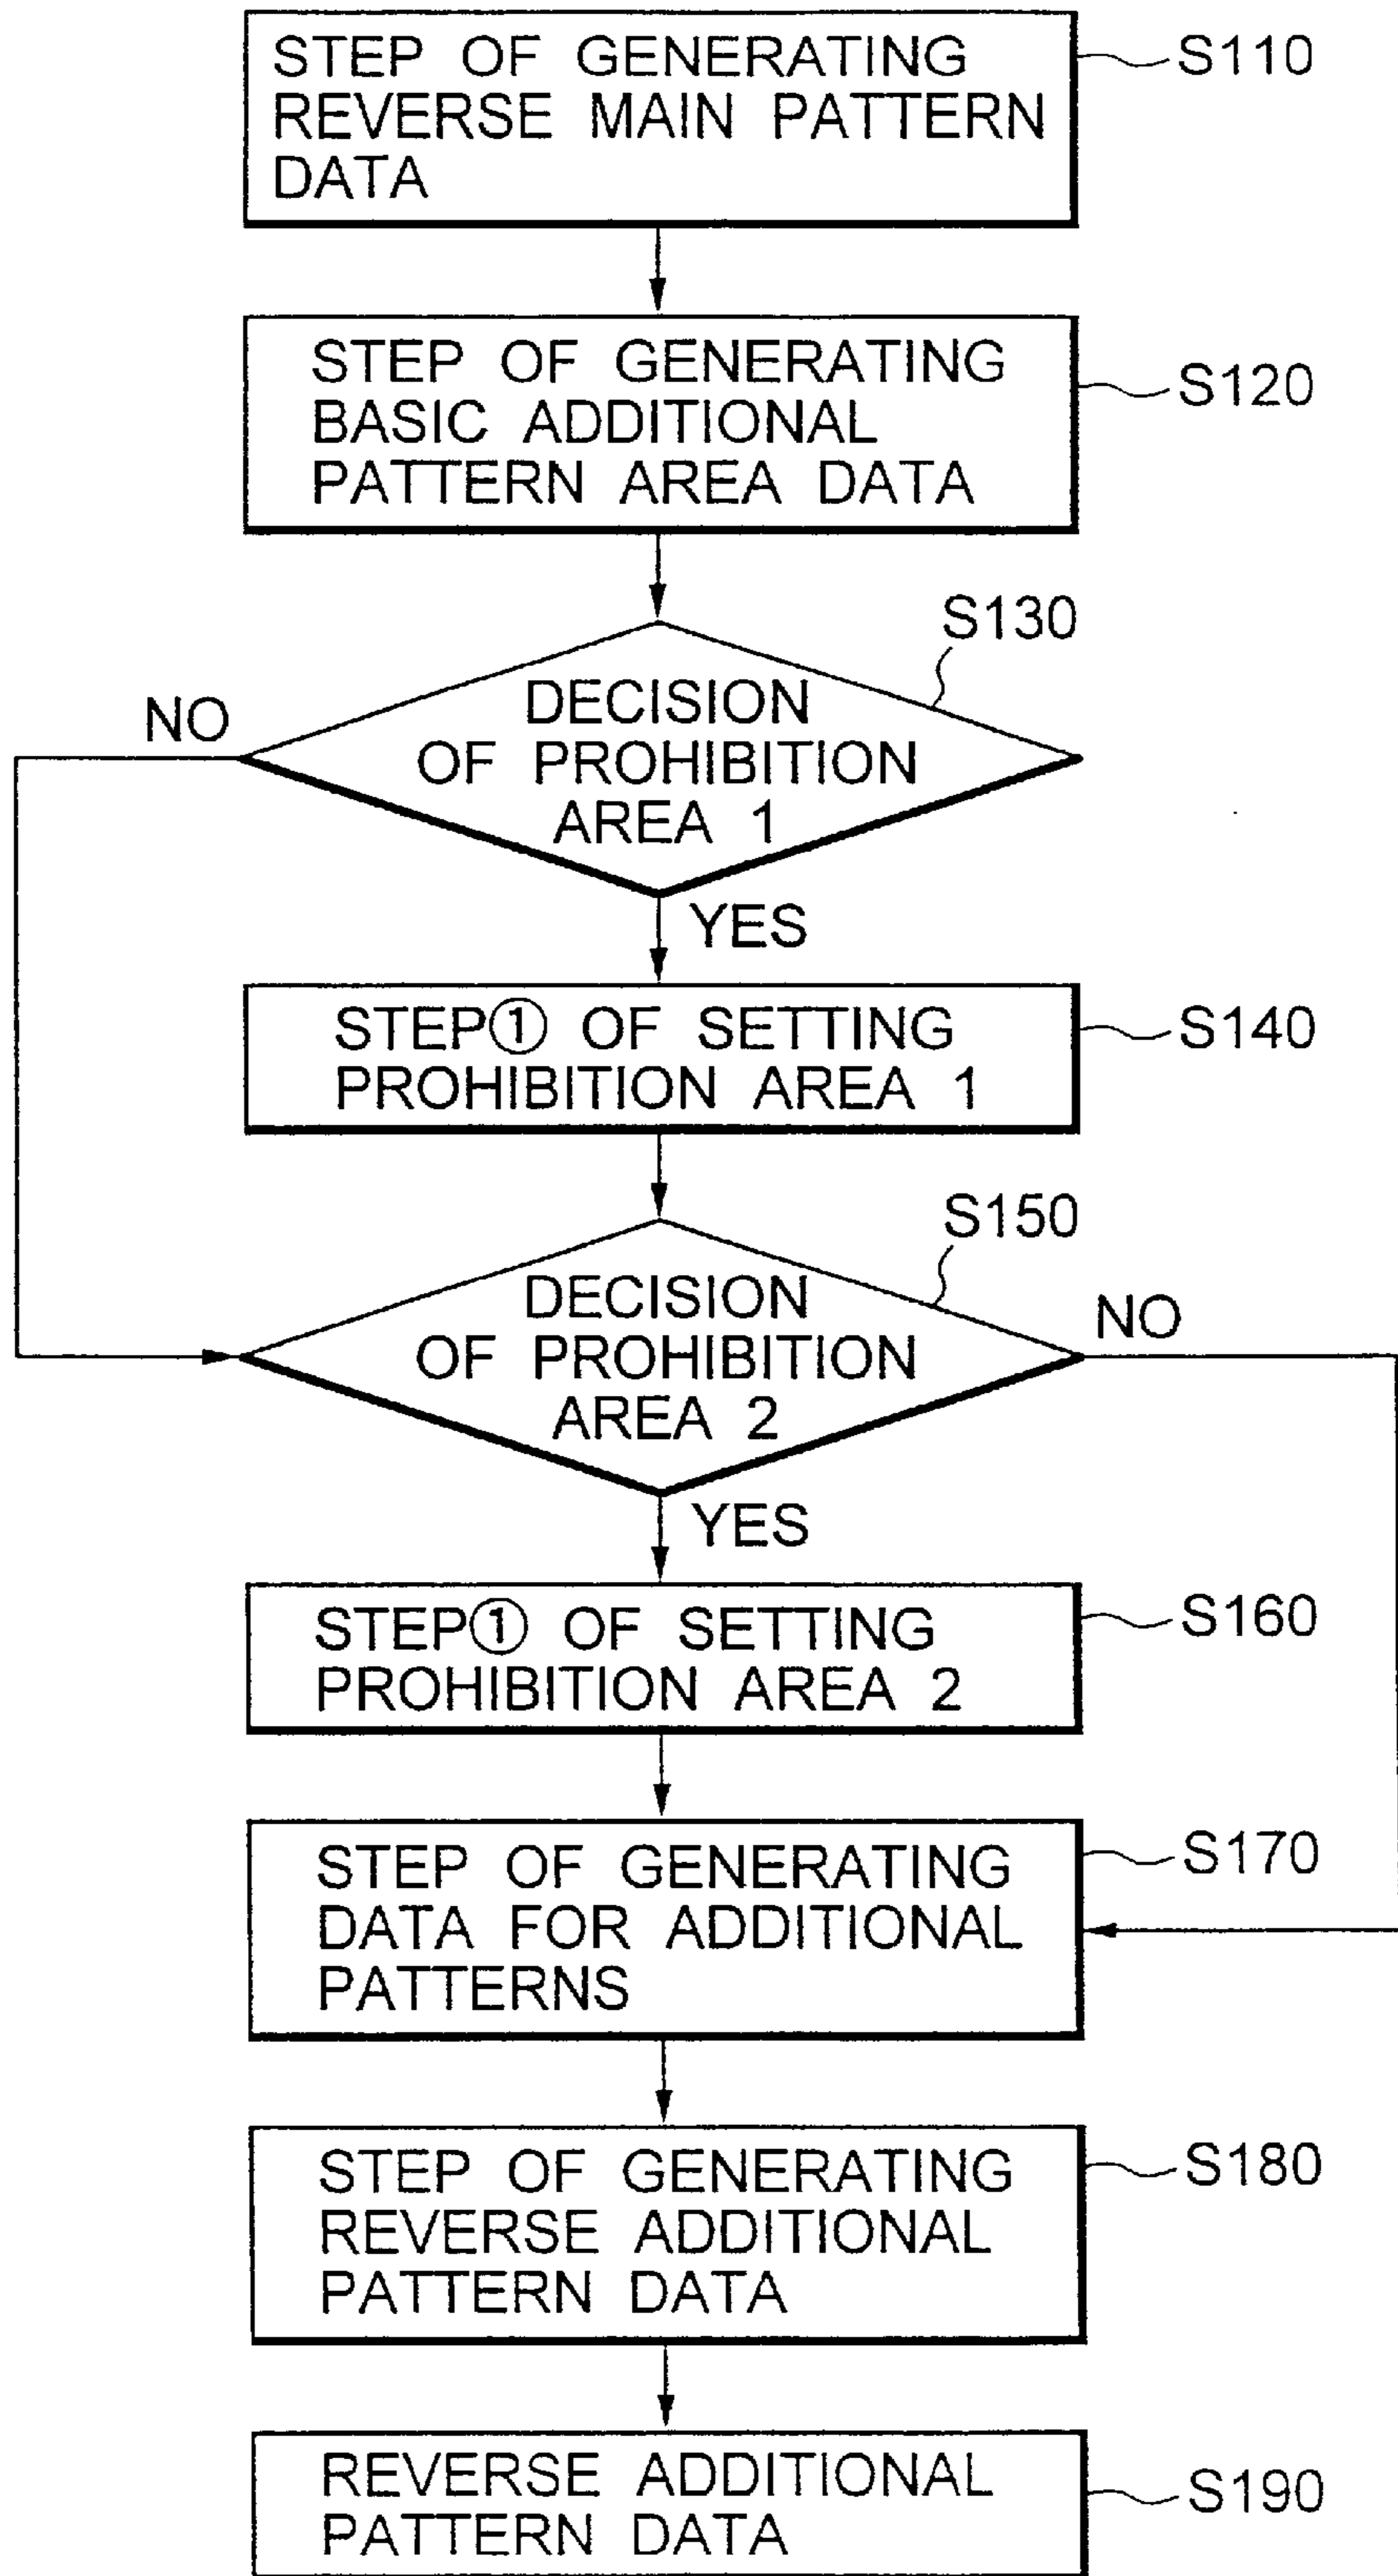 STEP OF GENERATING
REVERSE MAIN PATTERN
DATA
S110
STEP OF GENERATING
BASIC ADDITIONAL
PATTERN AREA DATA
S120
S130
NO
DECISION
OF PROHIBITION
AREA 1
YES
STEP① OF SETTING
PROHIBITION AREA 1
S140
S150
DECISION
OF PROHIBITION
AREA 2
NO
YES
STEP① OF SETTING
PROHIBITION AREA 2
S160
STEP OF GENERATING
DATA FOR ADDITIONAL
PATTERNS
S170
STEP OF GENERATING
REVERSE ADDITIONAL
PATTERN DATA
S180
REVERSE ADDITIONAL
PATTERN DATA
S190